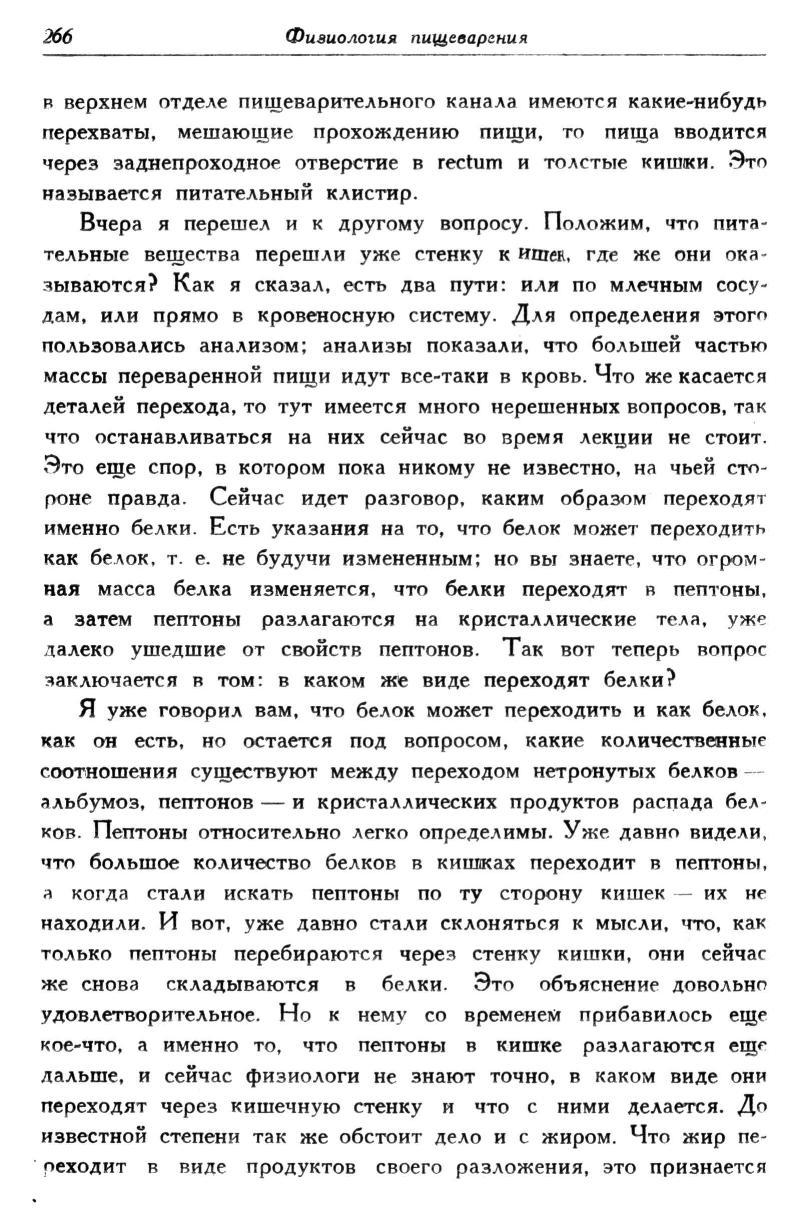 266 Физиология пищеварения
в верхнем отделе пищеварительного канала имеются какие-нибудь
перехваты, мешающие прохождению пищи, то пища вводится
через заднепроходное отверстие в rectum и толстые кишки. Это
называется питательный клистир.
Вчера я перешел и к другому вопросу. Положим, что пита-
тельные вещества перешли уже стенку кишек, где же они ока-
зываются? Как я сказал, есть два пути: или по млечным сосу-
дам, или прямо в кровеносную систему. Для определения этого
пользовались анализом; анализы показали, что большей частью
массы переваренной пищи идут все-таки в кровь. Что же касается
деталей перехода, то тут имеется много нерешенных вопросов, так
что останавливаться на них сейчас во время лекции не стоит.
Это еще спор, в котором пока никому не известно, на чьей сто-
роне правда. Сейчас идет разговор, каким образом переходят
именно белки. Есть указания на то, что белок может переходить
как белок, т. е. не будучи измененным; но вы знаете, что огром-
ная масса белка изменяется, что белки переходят в пептоны,
а затем пептоны разлагаются на кристаллические тела, уже
далеко ушедшие от свойств пептонов. Так вот теперь вопрос
заключается в том: в каком же виде переходят белки?
Я уже говорил вам, что белок может переходить и как белок,
как он есть, но остается под вопросом, какие количественные
соотношения существуют между переходом нетронутых белков —
альбумоз, пептонов — и кристаллических продуктов распада бел-
ков. Пептоны относительно легко определимы. Уже давно видели,
что большое количество белков в кишках переходит в пептоны,
а когда стали искать пептоны по ту сторону кишек — их не
находили. И вот, уже давно стали склоняться к мысли, что, как
только пептоны перебираются через стенку кишки, они сейчас
же снова складываются в белки. Это объяснение довольно
удовлетворительное. Но к нему со временем прибавилось еще
кое-что, а именно то, что пептоны в кишке разлагаются еще
дальше, и сейчас физиологи не знают точно, в каком виде они
переходят через кишечную стенку и что с ними делается. До
известной степени так же обстоит дело и с жиром. Что жир пе-
реходит в виде продуктов своего разложения, это признается